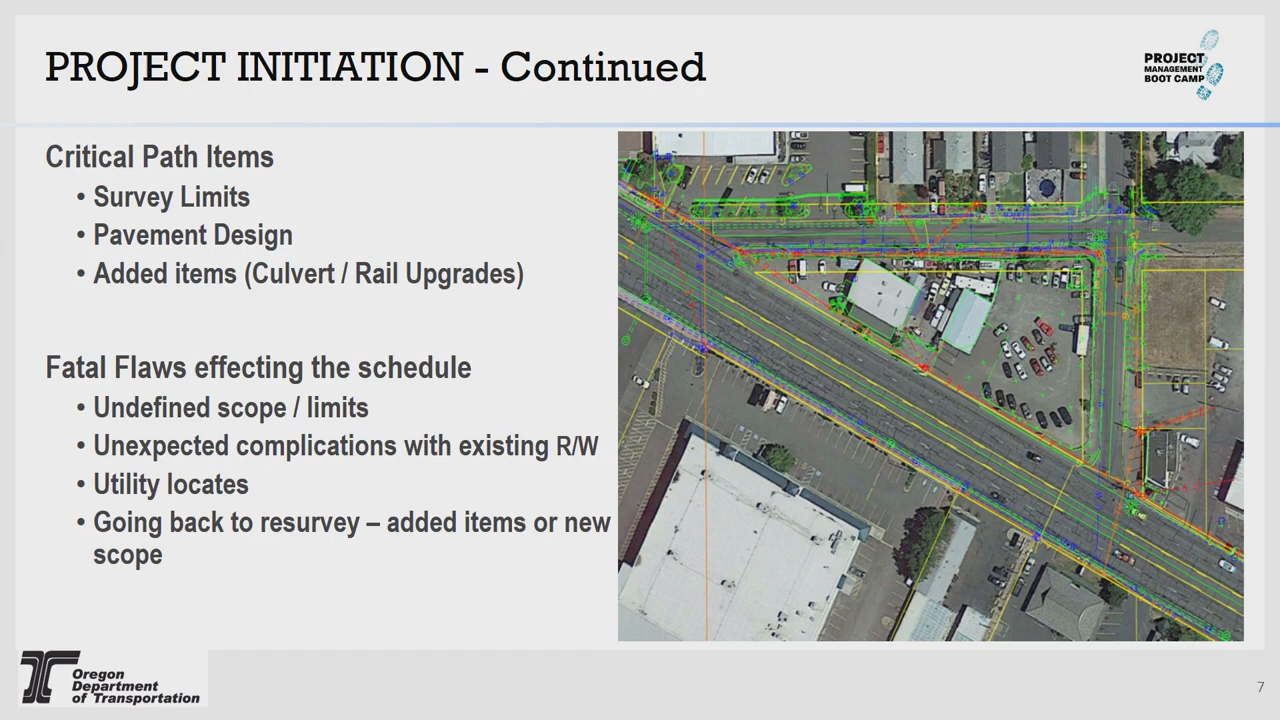 PROJECT INITIATION - Continued
PROJECT
MANAGEMENT
BOOT CAMP
Critical Path Items
• Survey Limits
• Pavement Design
• Added items (Culvert / Rail Upgrades)
Fatal Flaws effecting the schedule
• Undefined scope / limits
• Unexpected complications with existing R/W
• Utility locates
• Going back to resurvey – added items or new
scope
Oregon
Department
of Transportation
7